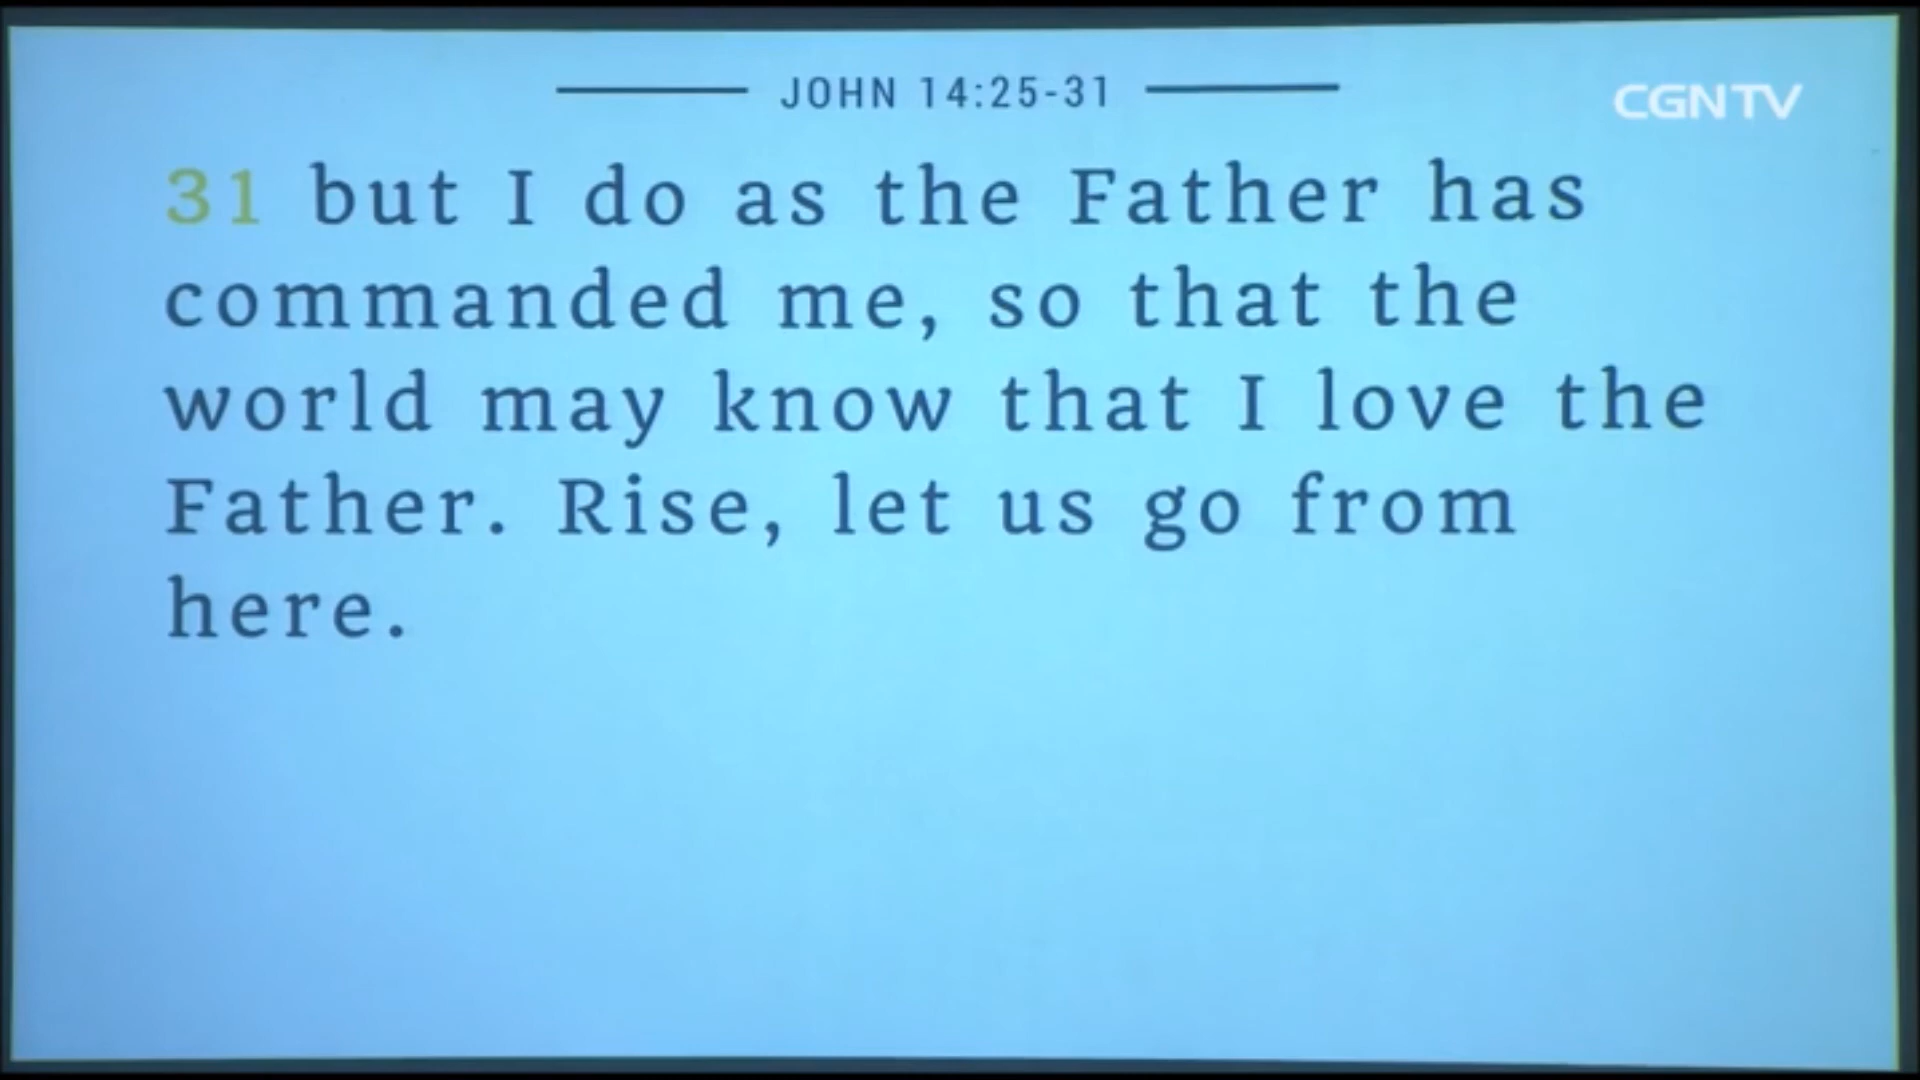 JOHN 14:25-31
CGNTV
31 but I do as the Father has
commanded me, so that the
world may know that I love the
Father. Rise, let us go from
here.